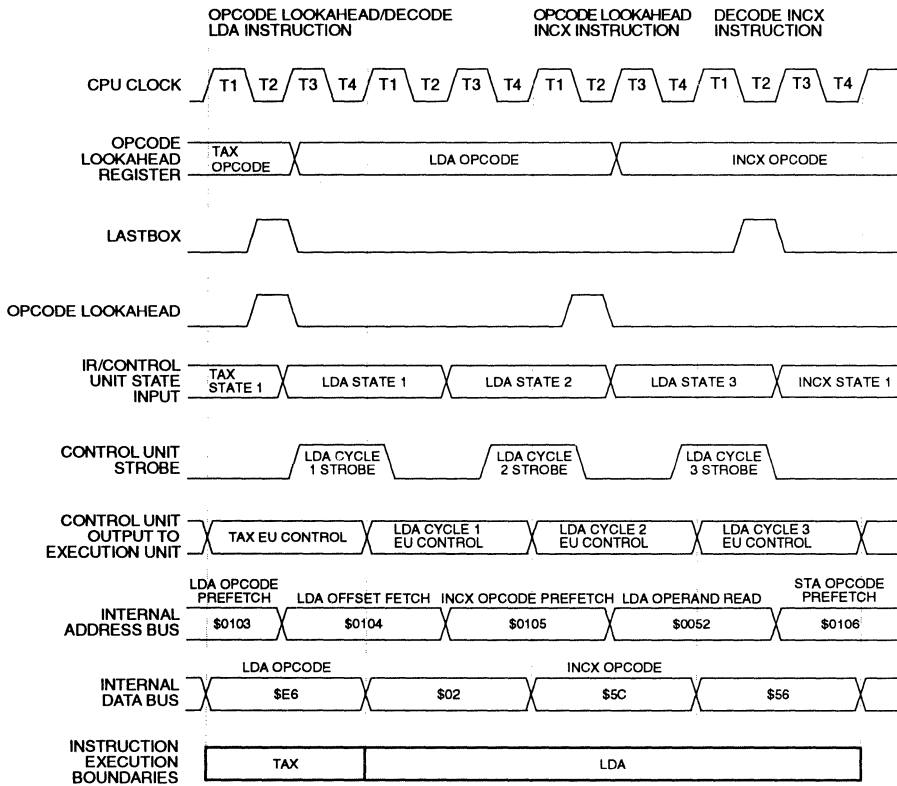 OPCODE LOOKAHEAD/DECODE
LDA INSTRUCTION
OPCODE LOOKAHEAD
INCX INSTRUCTION
DECODE INCX
INSTRUCTION
CPU CLOCK
T1 T2 T3 T4 T1 T2 T3 T4 T1 T2 T3 T4 T1 T2 T3 T4
OPCODE
LOOKAHEAD
REGISTER
TAX
OPCODE
LDA OPCODE
INCX OPCODE
LASTBOX
OPCODE LOOKAHEAD
IR/CONTROL
UNIT STATE
INPUT
TAX
STATE 1
LDA STATE 1
LDA STATE 2
LDA STATE 3
INCX STATE 1
CONTROL UNIT
STROBE
LDA CYCLE
1 STROBE
LDA CYCLE
2 STROBE
LDA CYCLE
3 STROBE
CONTROL UNIT
OUTPUT TO
EXECUTION UNIT
TAX EU CONTROL
LDA CYCLE 1
EU CONTROL
LDA CYCLE 2
EU CONTROL
LDA CYCLE 3
EU CONTROL
INTERNAL
ADDRESS BUS
LDA OPCODE
PREFETCH
$0103
LDA OFFSET FETCH
$0104
INCX OPCODE PREFETCH
$0105
LDA OPERAND READ
$0052
STA OPCODE
PREFETCH
$0106
INTERNAL
DATA BUS
LDA OPCODE
$E6
$02
INCX OPCODE
$5C
$56
INSTRUCTION
EXECUTION
BOUNDARIES
TAX
LDA